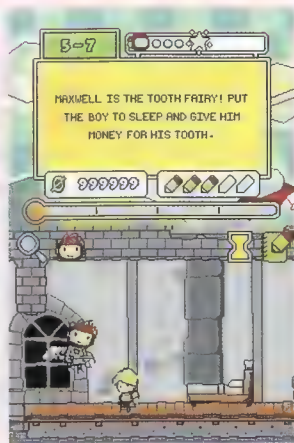 5-7
MAXWELL IS THE TOOTH FAIRY! PUT
THE BOY TO SLEEP AND GIVE HIM
MONEY FOR HIS TOOTH.
999999